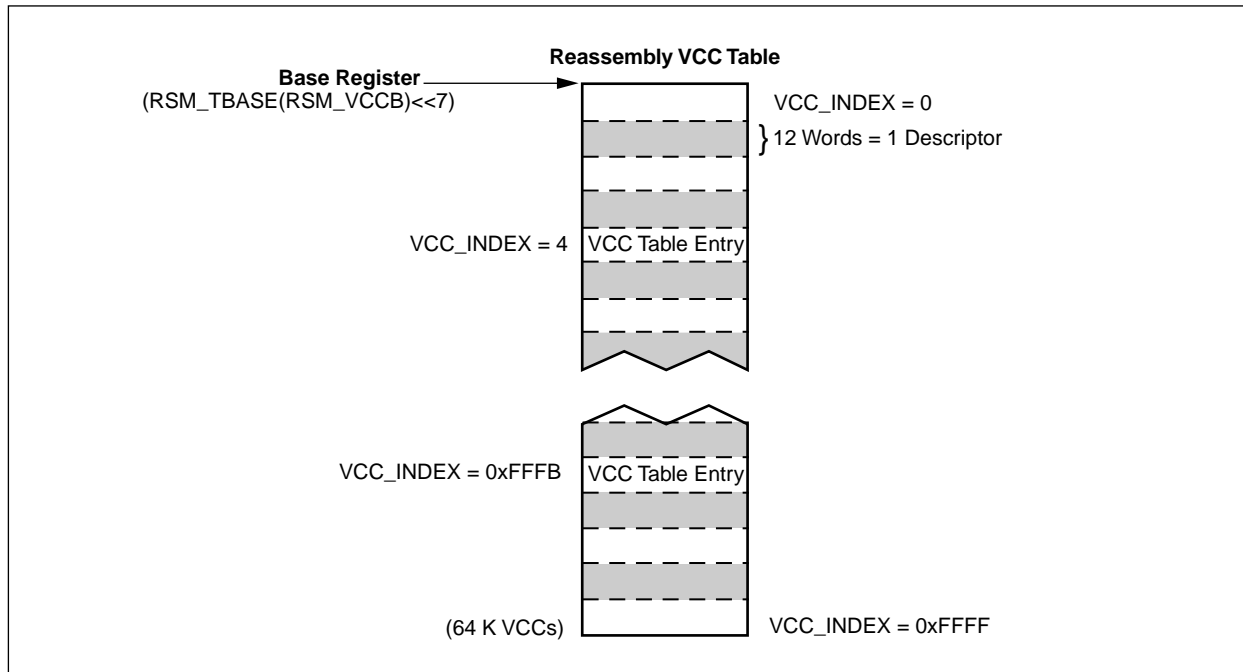 Reassembly VCC Table
Base Register
(RSM_TBASE(RSM_VCCB)<<7)
VCC_INDEX = 0
} 12 Words = 1 Descriptor
VCC_INDEX = 4
VCC Table Entry
VCC_INDEX = 0xFFFB
VCC Table Entry
(64 K VCCs)
VCC_INDEX = 0xFFFF